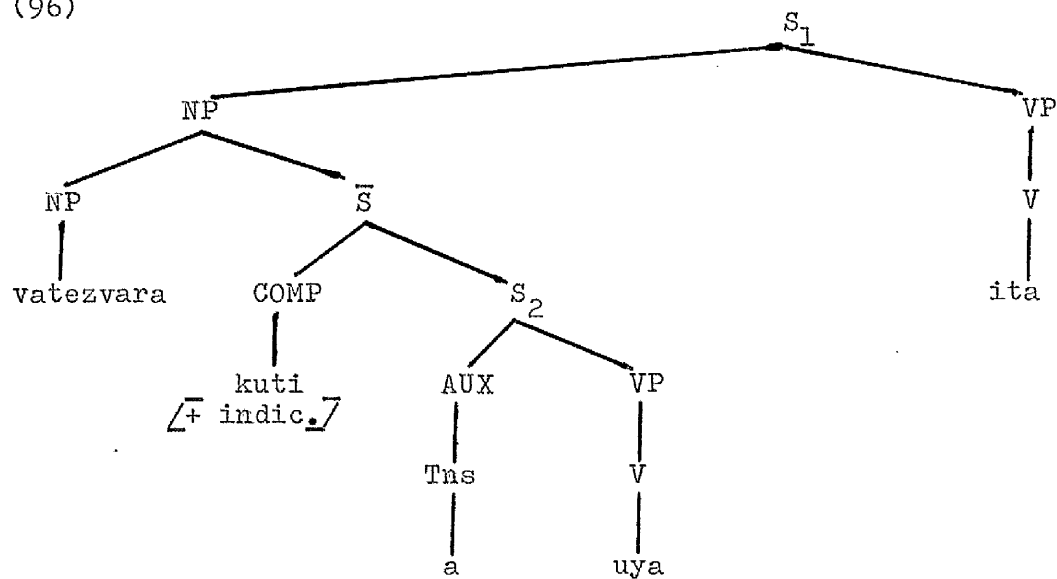 (96)
S₁
NP VP
NP S̄ V
vatezvara COMP S₂ ita
kuti AUX VP
[+ indic.]
Tns V
a uya